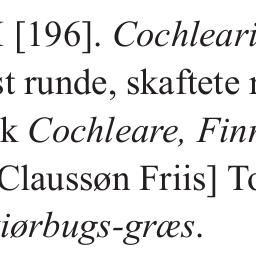 [196]. Cochleari
st runde, skaftete
k Cochleare, Finn
Claussøn Friis] To
iørbugs-græs.